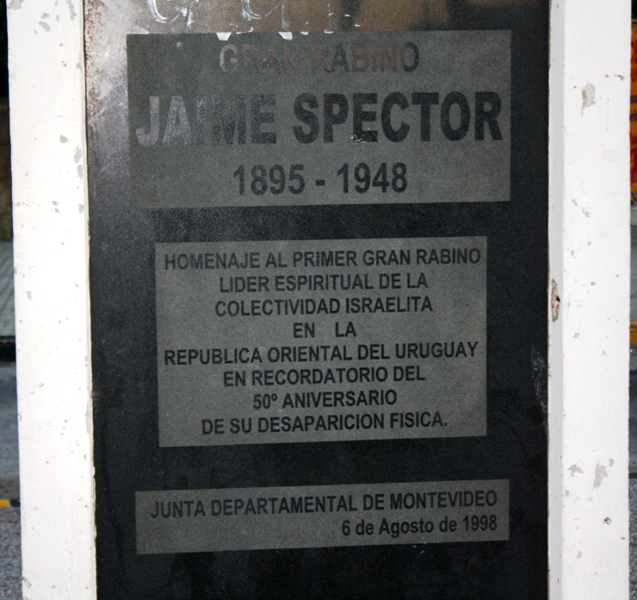 GRAN RABINO
JAIME SPECTOR
1895 - 1948
HOMENAJE AL PRIMER GRAN RABINO
LIDER ESPIRITUAL DE LA
COLECTIVIDAD ISRAELITA
EN LA
REPUBLICA ORIENTAL DEL URUGUAY
EN RECORDATORIO DEL
50º ANIVERSARIO
DE SU DESAPARICION FISICA.
JUNTA DEPARTAMENTAL DE MONTEVIDEO
6 de Agosto de 1998